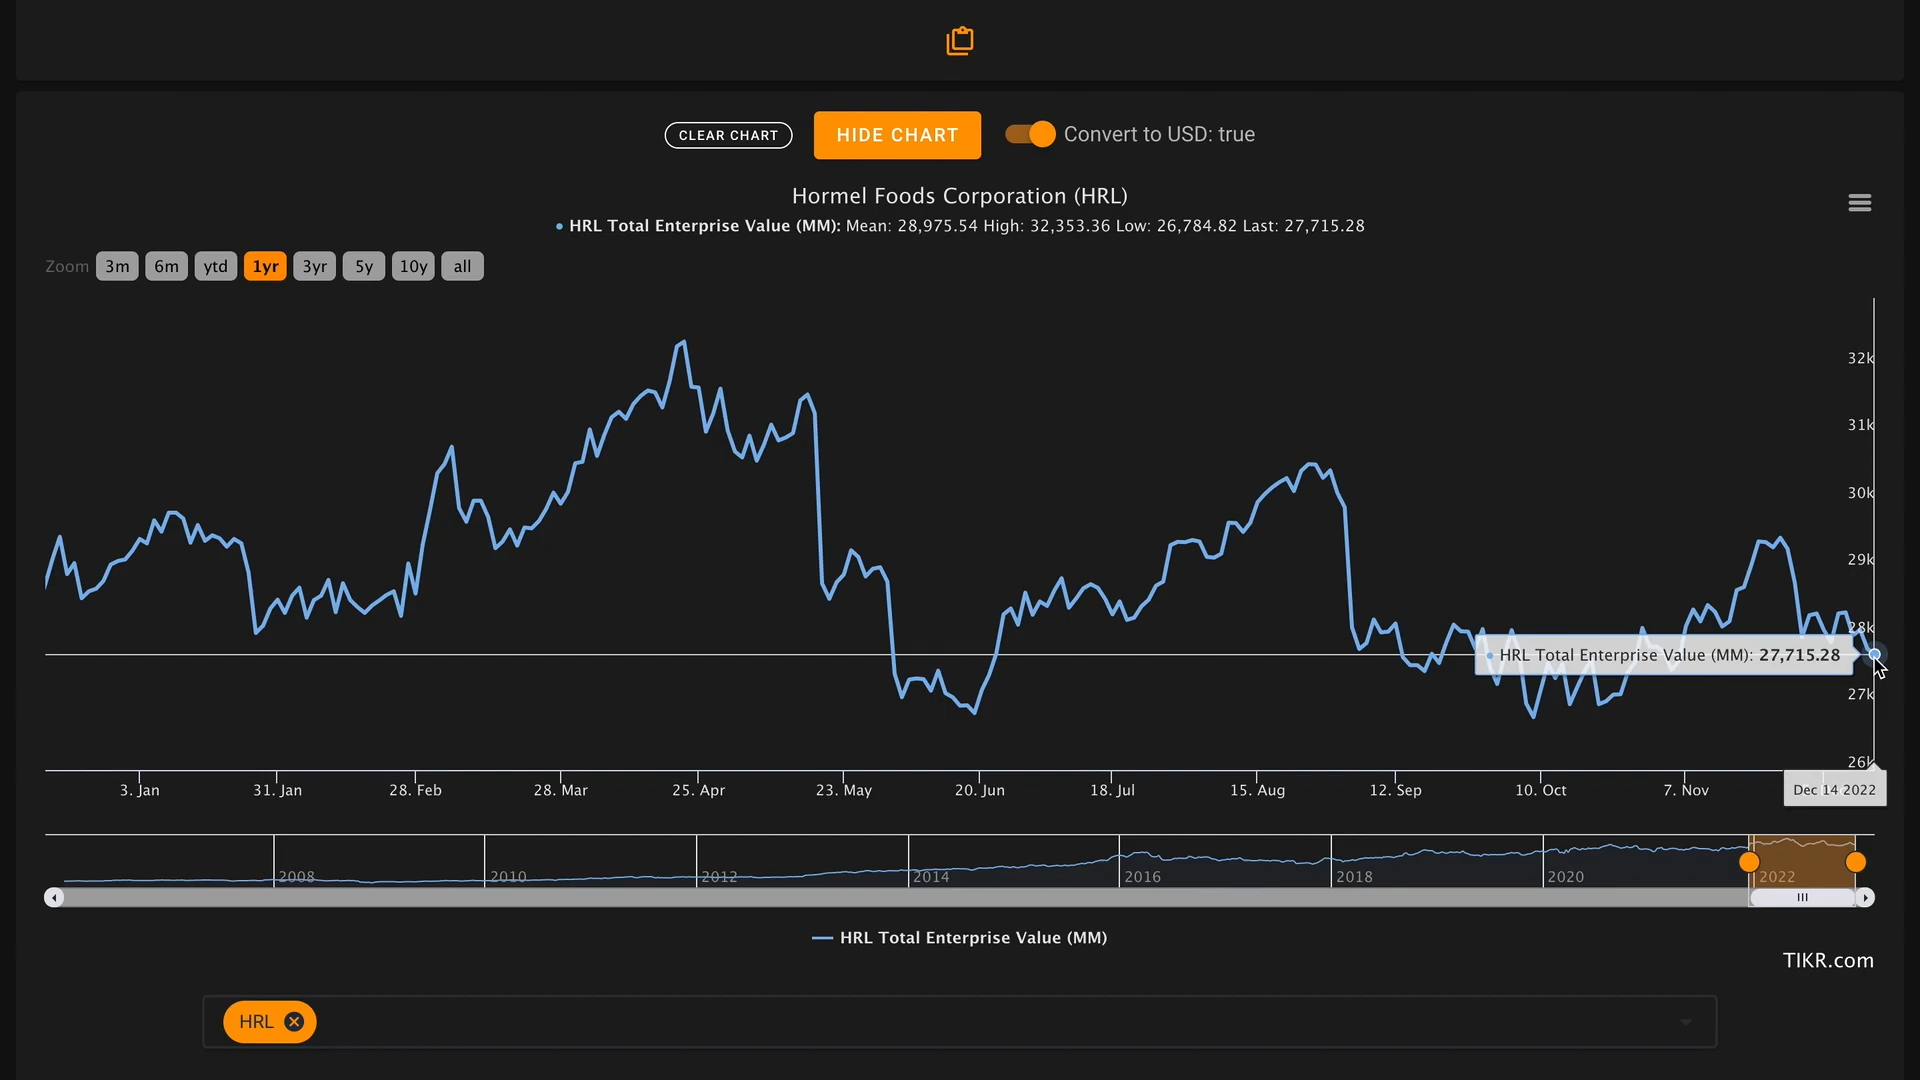 CLEAR CHART
HIDE CHART
Convert to USD: true
Hormel Foods Corporation (HRL)
HRL Total Enterprise Value (MM): Mean: 28,975.54 High: 32,353.36 Low: 26,784.82 Last: 27,715.28
Zoom 3m 6m ytd 1yr 3yr 5y 10y all
32k
31k
30k
29k
28k
HRL Total Enterprise Value (MM): 27,715.28
27k
26k
3. Jan 31. Jan 28. Feb 28. Mar 25. Apr 23. May 20. Jun 18. Jul 15. Aug 12. Sep 10. Oct 7. Nov
Dec 14 2022
2008 2010 2012 2014 2016 2018 2020 2022
HRL Total Enterprise Value (MM)
TIKR.com
HRL